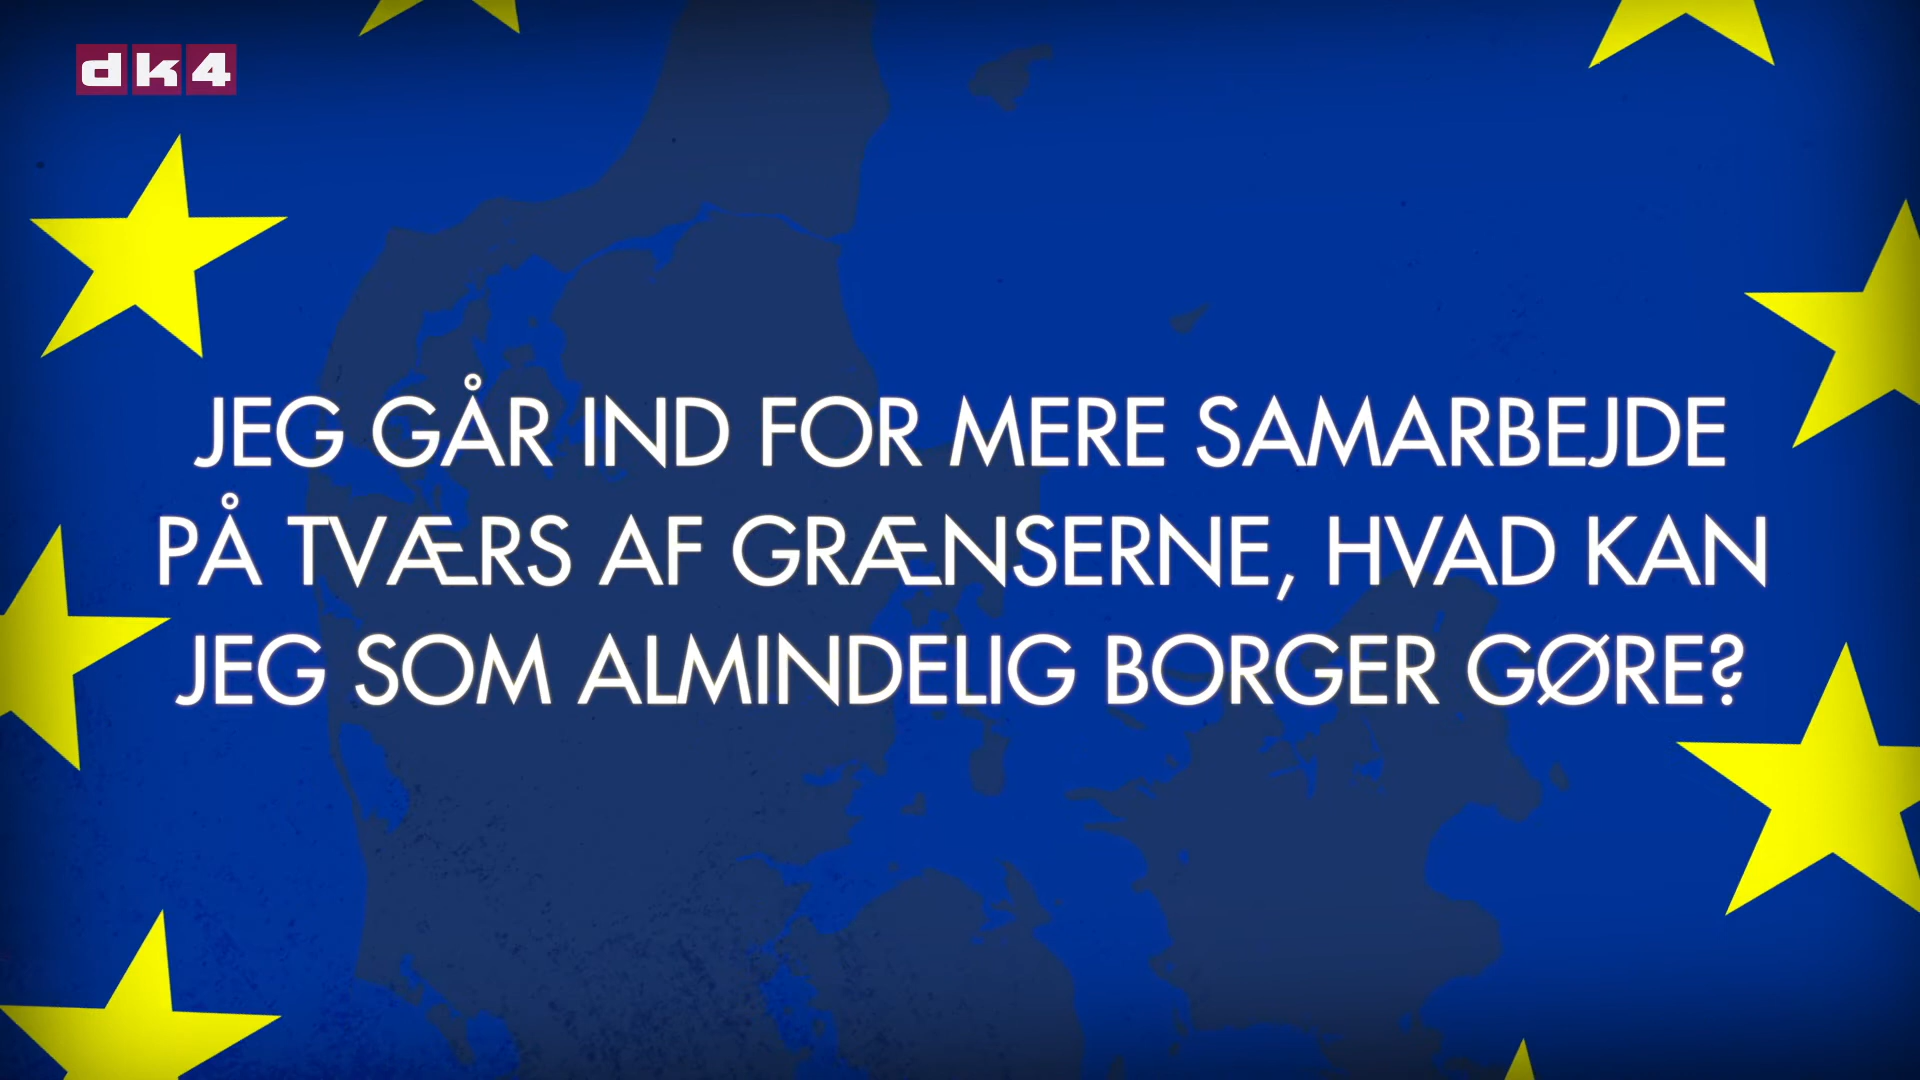 dk4
JEG GÅR IND FOR MERE SAMARBEJDE
PÅ TVÆRS AF GRÆNSERNE, HVAD KAN
JEG SOM ALMINDELIG BORGER GØRE?